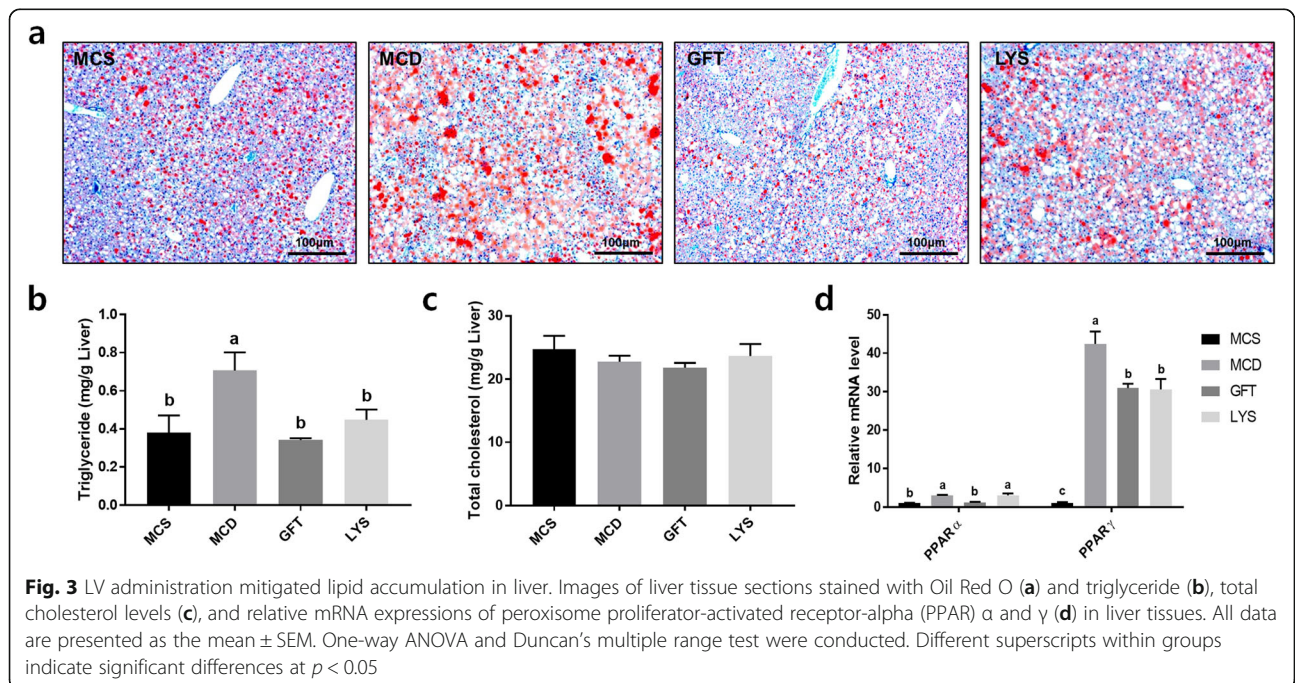 a
MCS
MCD
GFT
LYS
100μm
100μm
100μm
100μm
b
Triglyceride (mg/g Liver)
1.0
0.8
0.6
0.4
0.2
0.0
b
a
b
b
MCS
MCD
GFT
LYS
c
Total cholesterol (mg/g Liver)
30
20
10
0
MCS
MCD
GFT
LYS
d
Relative mRNA level
50
40
30
20
10
0
b
a
b
a
c
a
b
b
PPARα
PPARγ
MCS
MCD
GFT
LYS
Fig. 3 LV administration mitigated lipid accumulation in liver. Images of liver tissue sections stained with Oil Red O (a) and triglyceride (b), total
cholesterol levels (c), and relative mRNA expressions of peroxisome proliferator-activated receptor-alpha (PPAR) α and γ (d) in liver tissues. All data
are presented as the mean ± SEM. One-way ANOVA and Duncan's multiple range test were conducted. Different superscripts within groups
indicate significant differences at p < 0.05